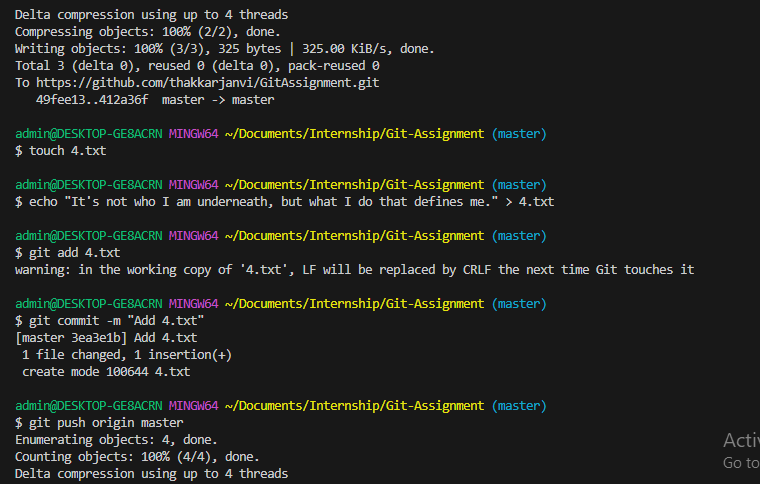 Delta compression using up to 4 threads
Compressing objects: 100% (2/2), done.
Writing objects: 100% (3/3), 325 bytes | 325.00 KiB/s, done.
Total 3 (delta 0), reused 0 (delta 0), pack-reused 0
To https://github.com/thakkarjanvi/GitAssignment.git
   49fee13..412a36f  master -> master

admin@DESKTOP-GE8ACRN MINGW64 ~/Documents/Internship/Git-Assignment (master)
$ touch 4.txt

admin@DESKTOP-GE8ACRN MINGW64 ~/Documents/Internship/Git-Assignment (master)
$ echo "It's not who I am underneath, but what I do that defines me." > 4.txt

admin@DESKTOP-GE8ACRN MINGW64 ~/Documents/Internship/Git-Assignment (master)
$ git add 4.txt
warning: in the working copy of '4.txt', LF will be replaced by CRLF the next time Git touches it

admin@DESKTOP-GE8ACRN MINGW64 ~/Documents/Internship/Git-Assignment (master)
$ git commit -m "Add 4.txt"
[master 3ea3e1b] Add 4.txt
 1 file changed, 1 insertion(+)
 create mode 100644 4.txt

admin@DESKTOP-GE8ACRN MINGW64 ~/Documents/Internship/Git-Assignment (master)
$ git push origin master
Enumerating objects: 4, done.
Counting objects: 100% (4/4), done.
Delta compression using up to 4 threads
Go to